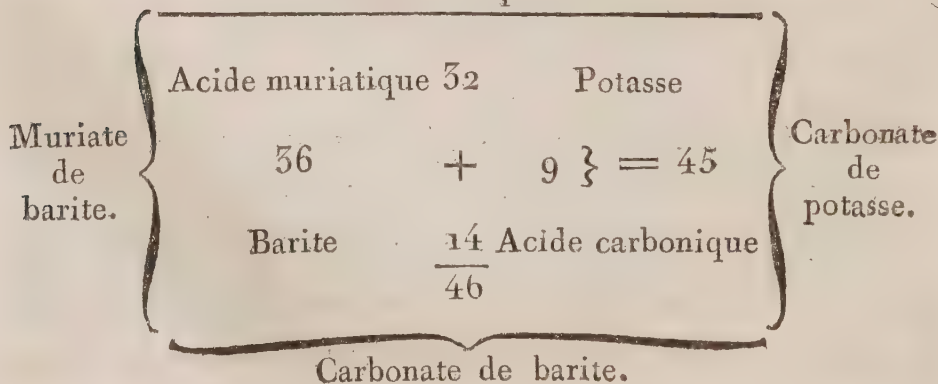 Acide muriatique 32 Potasse
Muriate
de
barite.
36 + 9 } = 45
Carbonate
de
potasse.
Barite 14 Acide carbonique
46
Carbonate de barite.